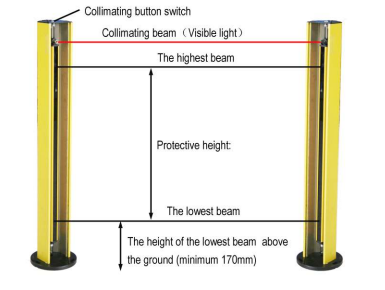 Collimating button switch
Collimating beam（Visible light）
The highest beam
Protective height:
The lowest beam
The height of the lowest beam above
the ground (minimum 170mm)